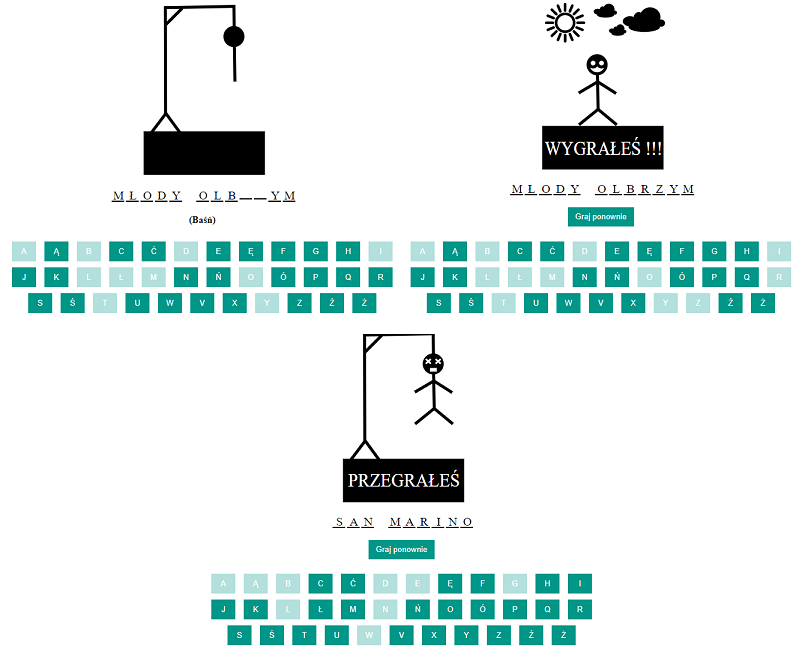 M Ł O D Y O L B _ _ Y M
(Baśń)
A Ą B C Ć D E Ę F G H I
J K L Ł M N Ń O Ó P Q R
S Ś T U W V X Y Z Ź Ż
WYGRAŁEŚ !!!
M Ł O D Y O L B R Z Y M
Graj ponownie
A Ą B C Ć D E Ę F G H I
J K L Ł M N Ń O Ó P Q R
S Ś T U W V X Y Z Ź Ż
PRZEGRAŁEŚ
S A N M A R I N O
Graj ponownie
A Ą B C Ć D E Ę F G H I
J K L Ł M N Ń O Ó P Q R
S Ś T U W V X Y Z Ź Ż